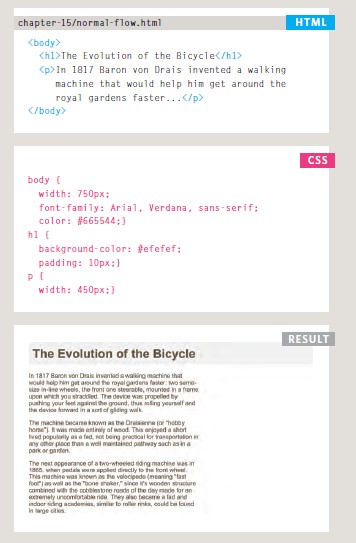 chapter-15/normal-flow.html
HTML
<body>
<h1>The Evolution of the Bicycle</h1>
<p>In 1817 Baron von Drais invented a walking
machine that would help him get around the
royal gardens faster...</p>
</body>
CSS
body {
width: 750px;
font-family: Arial, Verdana, sans-serif;
color: #665544;}
h1 {
background-color: #efefef;
padding: 10px;}
p {
width: 450px;}
RESULT
The Evolution of the Bicycle
In 1817 Baron von Drais invented a walking machine that
would help him get around the royal gardens faster: two same-
size in-line wheels, the front one steerable, mounted in a frame
upon which you straddled. The device was propelled by
pushing your feet against the ground, thus rolling yourself and
the device forward in a sort of gliding walk.
The machine became known as the Draisienne (or "hobby
horse"). It was made entirely of wood. This enjoyed a short
lived popularity as a fad, not being practical for transportation in
any other place than a well maintained pathway such as in a
park or garden.
The next appearance of a two-wheeled riding machine was in
1865, when pedals were applied directly to the front wheel.
This machine was known as the velocipede (meaning "fast
foot") as well as the "bone shaker," since it's wooden structure
combined with the cobblestone roads of the day made for an
extremely uncomfortable ride. They also became a fad and
indoor riding academies, similar to roller rinks, could be found
in large cities.